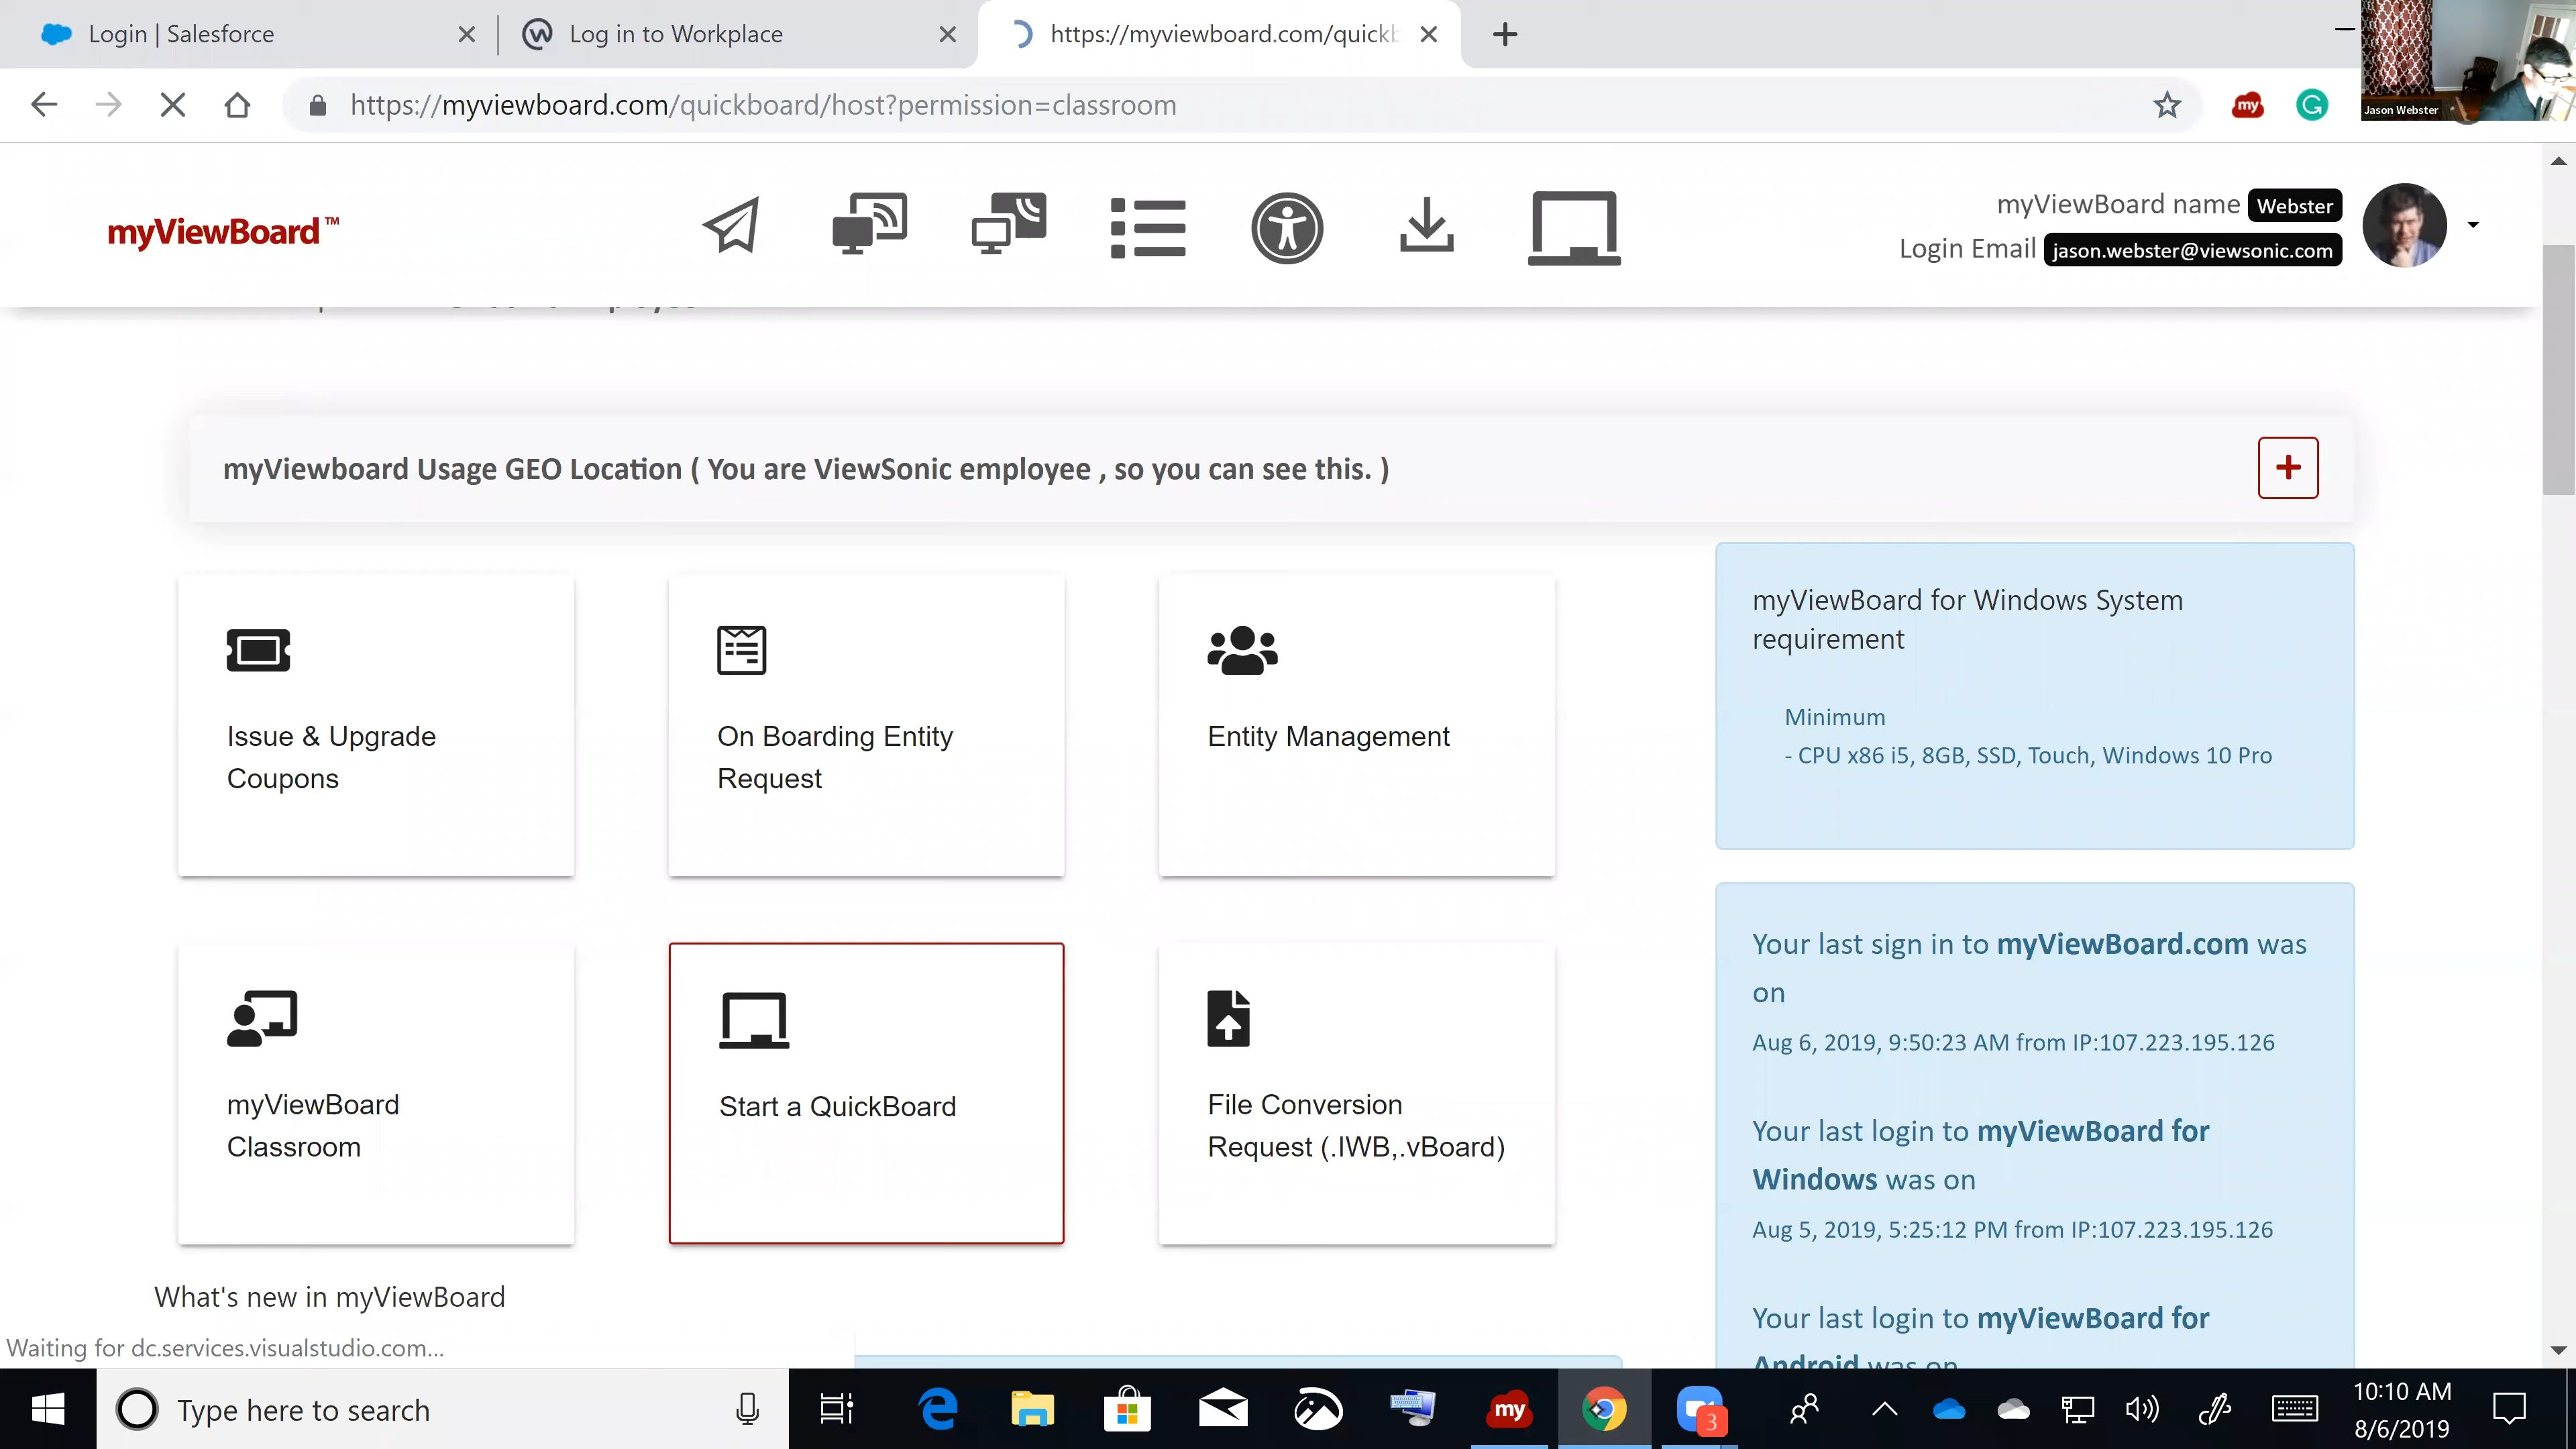 Login | Salesforce
Log in to Workplace
https://myviewboard.com/quickb
https://myviewboard.com/quickboard/host?permission=classroom
my
G
Jason Webster
myViewBoard™
myViewBoard name Webster
Login Email jason.webster@viewsonic.com
myViewboard Usage GEO Location ( You are ViewSonic employee , so you can see this. )
+
Issue & Upgrade
Coupons
On Boarding Entity
Request
Entity Management
myViewBoard
Classroom
Start a QuickBoard
File Conversion
Request (.IWB,.vBoard)
myViewBoard for Windows System
requirement
Minimum
- CPU x86 i5, 8GB, SSD, Touch, Windows 10 Pro
Your last sign in to myViewBoard.com was
on
Aug 6, 2019, 9:50:23 AM from IP:107.223.195.126
Your last login to myViewBoard for
Windows was on
Aug 5, 2019, 5:25:12 PM from IP:107.223.195.126
Your last login to myViewBoard for
Android was on
What's new in myViewBoard
Waiting for dc.services.visualstudio.com...
Type here to search
my
3
10:10 AM
8/6/2019